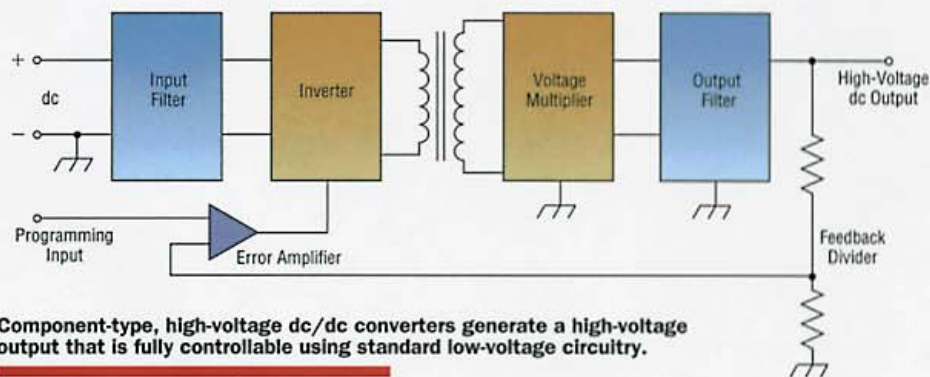 +
dc
−
Input
Filter
Inverter
Voltage
Multiplier
Output
Filter
High-Voltage
dc Output
Programming
Input
Error Amplifier
Feedback
Divider
Component-type, high-voltage dc/dc converters generate a high-voltage
output that is fully controllable using standard low-voltage circuitry.